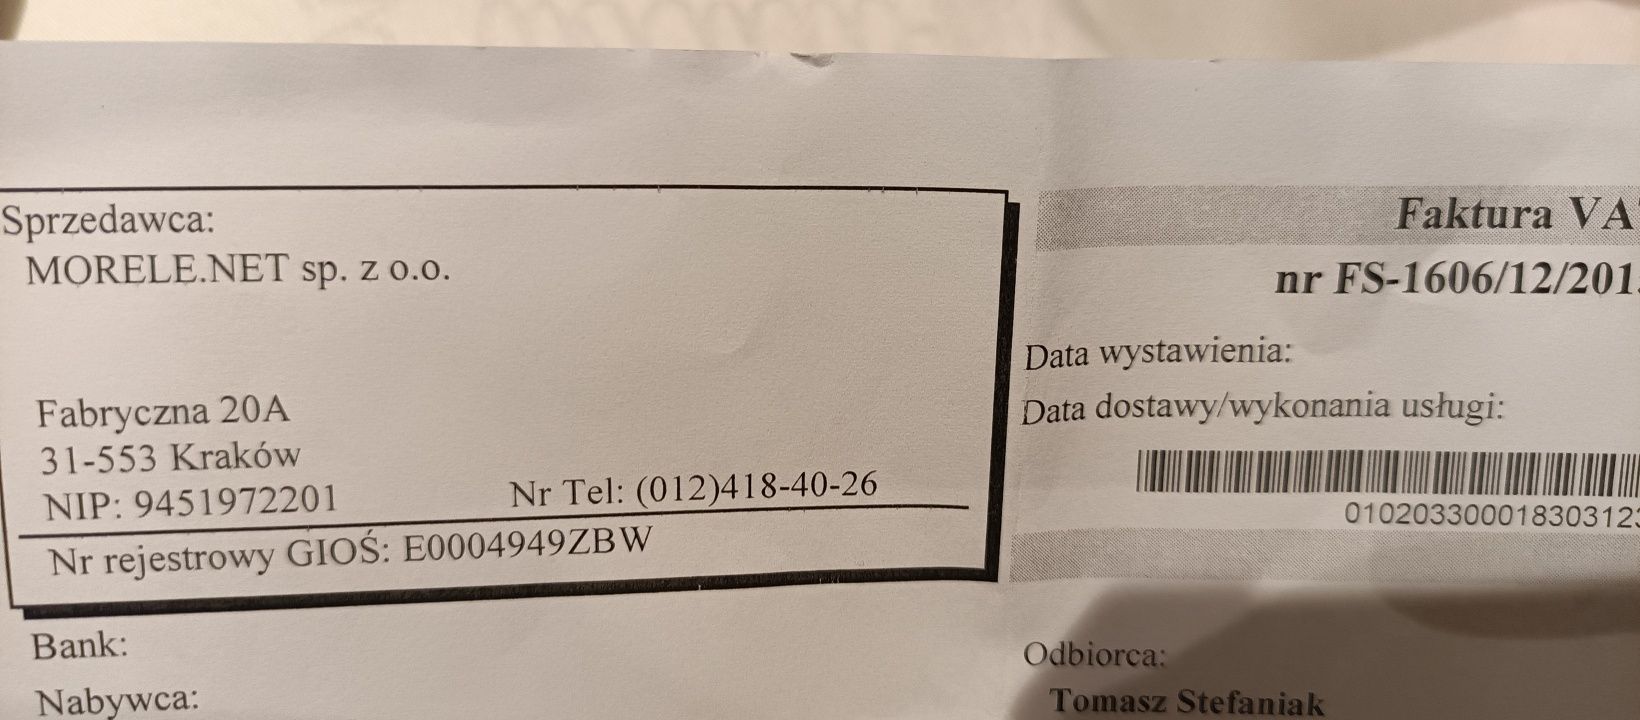 Sprzedawca:
MORELE.NET sp. z o.o.
Fabryczna 20A
31-553 Kraków
NIP: 9451972201
Nr Tel: (012)418-40-26
Nr rejestrowy GIOŚ: E0004949ZBW
Bank:
Nabywca:
Faktura VA
nr FS-1606/12/201
Data wystawienia:
Data dostawy/wykonania usługi:
0102033000183031 23
Odbiorca:
Tomasz Stefaniak